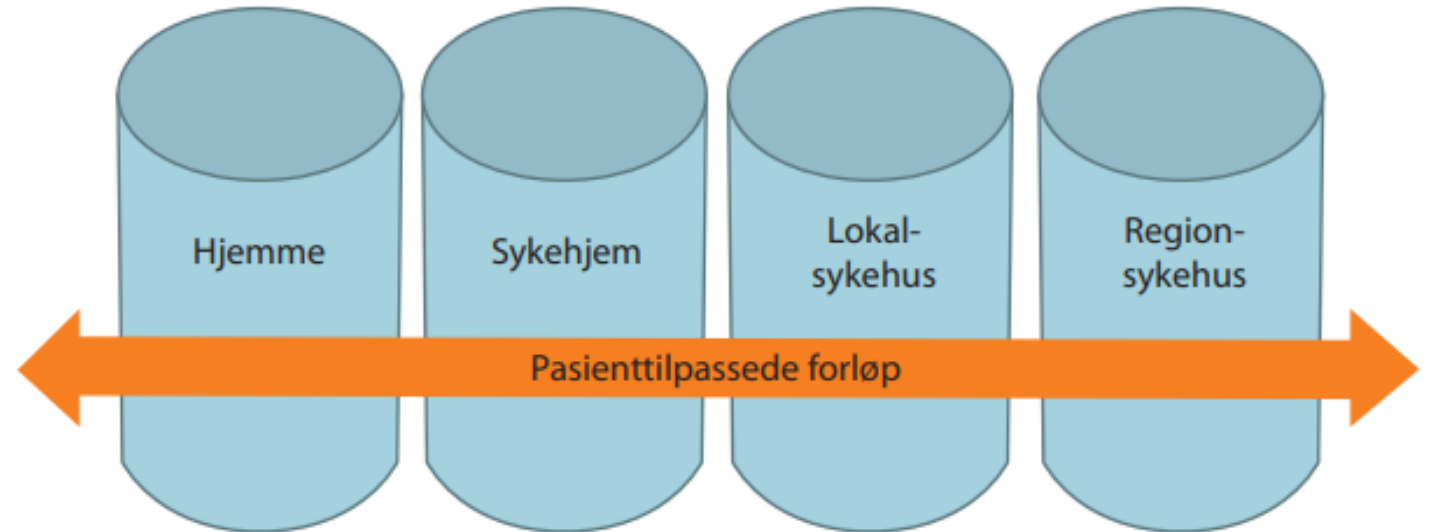 Hjemme
Sykehjem
Lokal-
sykehus
Region-
sykehus
Pasienttilpassede forløp